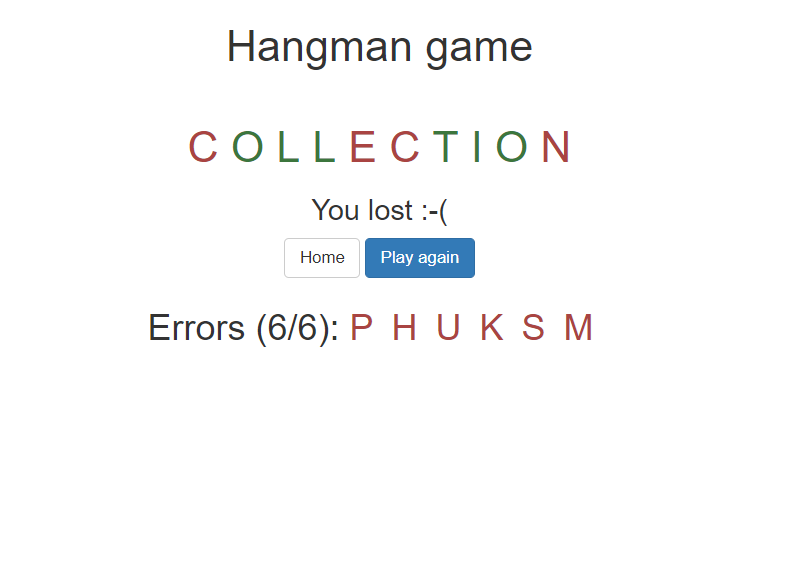 Hangman game
C O L L E C T I O N
You lost :-(
Home Play again
Errors (6/6): P H U K S M